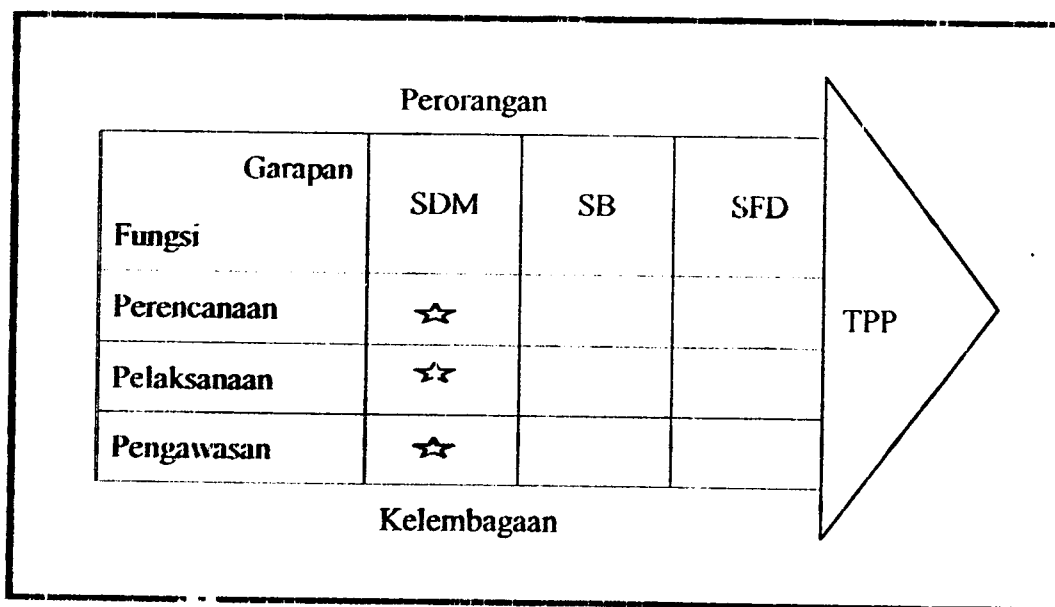 Perorangan
Garapan
SDM SB SFD
Fungsi
Perencanaan
TPP
Pelaksanaan
Pengawasan
Kelembagaan